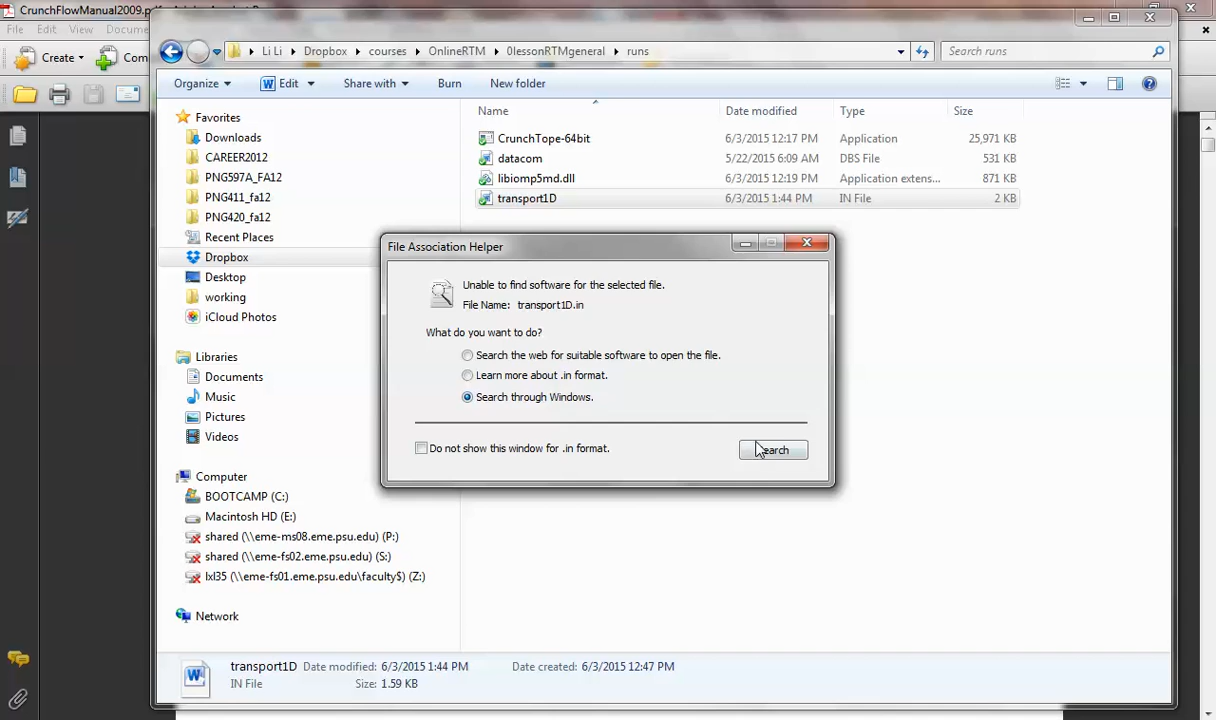 CrunchFlowManual2009.pdf
File Edit View Docume
Create
Com
Li Li Dropbox courses OnlineRTM 0lessonRTMgeneral runs
Search runs
Organize Edit Share with Burn New folder
Name Date modified Type Size
Favorites
Downloads
CAREER2012
PNG597A_FA12
PNG411_fa12
PNG420_fa12
Recent Places
Dropbox
Desktop
working
iCloud Photos
Libraries
Documents
Music
Pictures
Videos
Computer
BOOTCAMP (C:)
Macintosh HD (E:)
shared (\\eme-ms08.eme.psu.edu) (P:)
shared (\\eme-fs02.eme.psu.edu) (S:)
lxl35 (\\eme-fs01.eme.psu.edu\faculty$) (Z:)
Network
CrunchTope-64bit 6/3/2015 12:17 PM Application 25,971 KB
datacom 5/22/2015 6:09 AM DBS File 531 KB
libiomp5md.dll 6/3/2015 12:19 PM Application extens... 871 KB
transport1D 6/3/2015 1:44 PM IN File 2 KB
File Association Helper
Unable to find software for the selected file.
File Name: transport1D.in
What do you want to do?
Search the web for suitable software to open the file.
Learn more about .in format.
Search through Windows.
Do not show this window for .in format.
Search
transport1D Date modified: 6/3/2015 1:44 PM Date created: 6/3/2015 12:47 PM
IN File Size: 1.59 KB